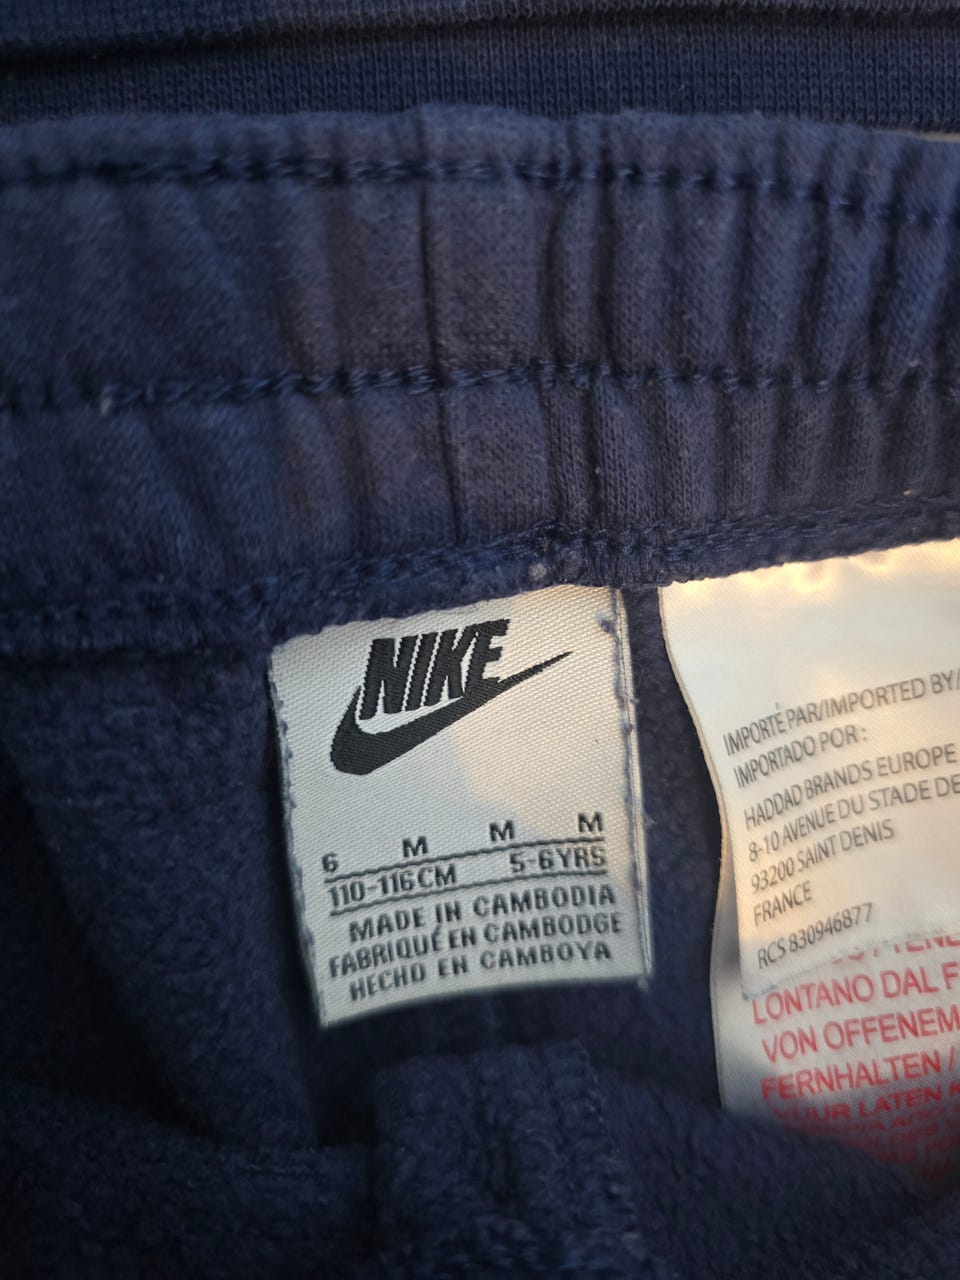 NIKE
6 M M M
110-116CM 5-6YRS
MADE IN CAMBODIA
FABRIQUÉ EN CAMBODGE
HECHO EN CAMBOYA
IMPORTÉ PAR/IMPORTED BY/
IMPORTADO POR :
HADDAD BRANDS EUROPE
8-10 AVENUE DU STADE DE
93200 SAINT DENIS
FRANCE
RCS 830946877
LONTANO DAL F
VON OFFENEM
FERNHALTEN /
VUUR LATEN K